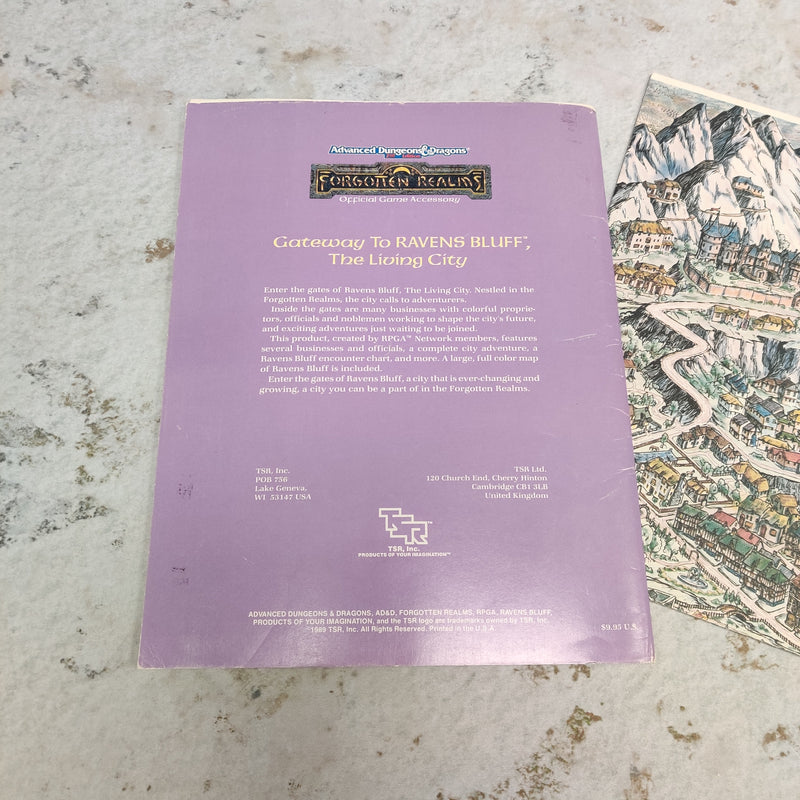 Advanced Dungeons & Dragons®
2nd Edition
FORGOTTEN REALMS
Official Game Accessory
Gateway To RAVENS BLUFF™,
The Living City
Enter the gates of Ravens Bluff, The Living City. Nestled in the
Forgotten Realms, the city calls to adventurers.
Inside the gates are many businesses with colorful proprie-
tors, officials and noblemen working to shape the city's future,
and exciting adventures just waiting to be joined.
This product, created by RPGA™ Network members, features
several businesses and officials, a complete city adventure, a
Ravens Bluff encounter chart, and more. A large, full color map
of Ravens Bluff is included.
Enter the gates of Ravens Bluff, a city that is ever-changing and
growing, a city you can be a part of in the Forgotten Realms.
TSR, Inc.
POB 756
Lake Geneva,
WI 53147 USA
TSR Ltd.
120 Church End, Cherry Hinton
Cambridge CB1 3LB
United Kingdom
TSR
TSR, Inc.
PRODUCTS OF YOUR IMAGINATION™
ADVANCED DUNGEONS & DRAGONS, AD&D, FORGOTTEN REALMS, RPGA, RAVENS BLUFF,
PRODUCTS OF YOUR IMAGINATION, and the TSR logo are trademarks owned by TSR, Inc.
1989 TSR, Inc. All Rights Reserved. Printed in the U.S.A.
$9.95 U.S.